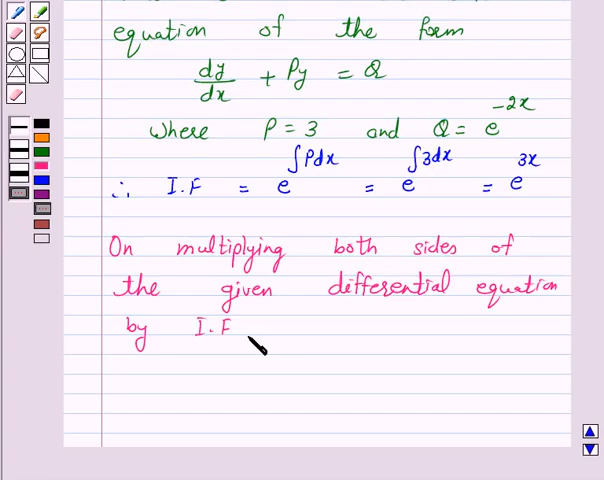 equation of the form
dy/dx + Py = Q
where P = 3 and Q = e^{-2x}
∴ I.F = e^{∫Pdx} = e^{∫3dx} = e^{3x}
On multiplying both sides of
the given differential equation
by I.F